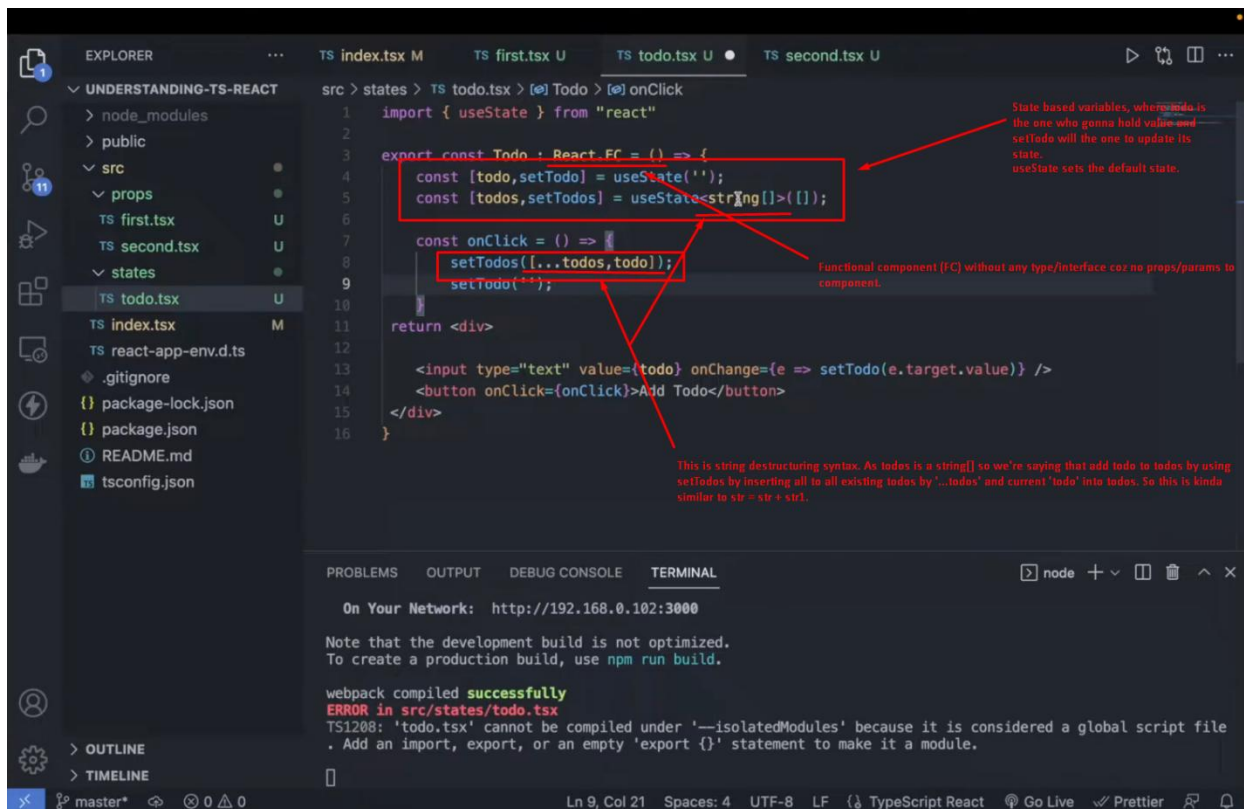 EXPLORER ...
UNDERSTANDING-TS-REACT
node_modules
public
src
props
TS first.tsx U
TS second.tsx U
states
TS todo.tsx U
TS index.tsx M
TS react-app-env.d.ts
.gitignore
{} package-lock.json
{} package.json
README.md
tsconfig.json
OUTLINE
TIMELINE
1
11
TS index.tsx M TS first.tsx U TS todo.tsx U TS second.tsx U
src > states > TS todo.tsx > Todo > onClick
1 import { useState } from "react"
2
3 export const Todo : React.FC = () => {
4 const [todo,setTodo] = useState('');
5 const [todos,setTodos] = useState<string[]>([]);
6
7 const onClick = () => {
8 setTodos([...todos,todo]);
9 setTodo('');
10 }
11 return <div>
12
13 <input type="text" value={todo} onChange={e => setTodo(e.target.value)} />
14 <button onClick={onClick}>Add Todo</button>
15 </div>
16 }
State based variables, where todo is
the one who gonna hold value and
setTodo will the one to update its
state.
useState sets the default state.
Functional component (FC) without any type/interface coz no props/params to
component.
This is string destructuring syntax. As todos is a string[] so we're saying that add todo to todos by using
setTodos by inserting all to all existing todos by '...todos' and current 'todo' into todos. So this is kinda
similar to str = str + str1.
PROBLEMS OUTPUT DEBUG CONSOLE TERMINAL node
On Your Network: http://192.168.0.102:3000
Note that the development build is not optimized.
To create a production build, use npm run build.
webpack compiled successfully
ERROR in src/states/todo.tsx
TS1208: 'todo.tsx' cannot be compiled under '--isolatedModules' because it is considered a global script file
. Add an import, export, or an empty 'export {}' statement to make it a module.
master* 0 0 Ln 9, Col 21 Spaces: 4 UTF-8 LF TypeScript React Go Live Prettier